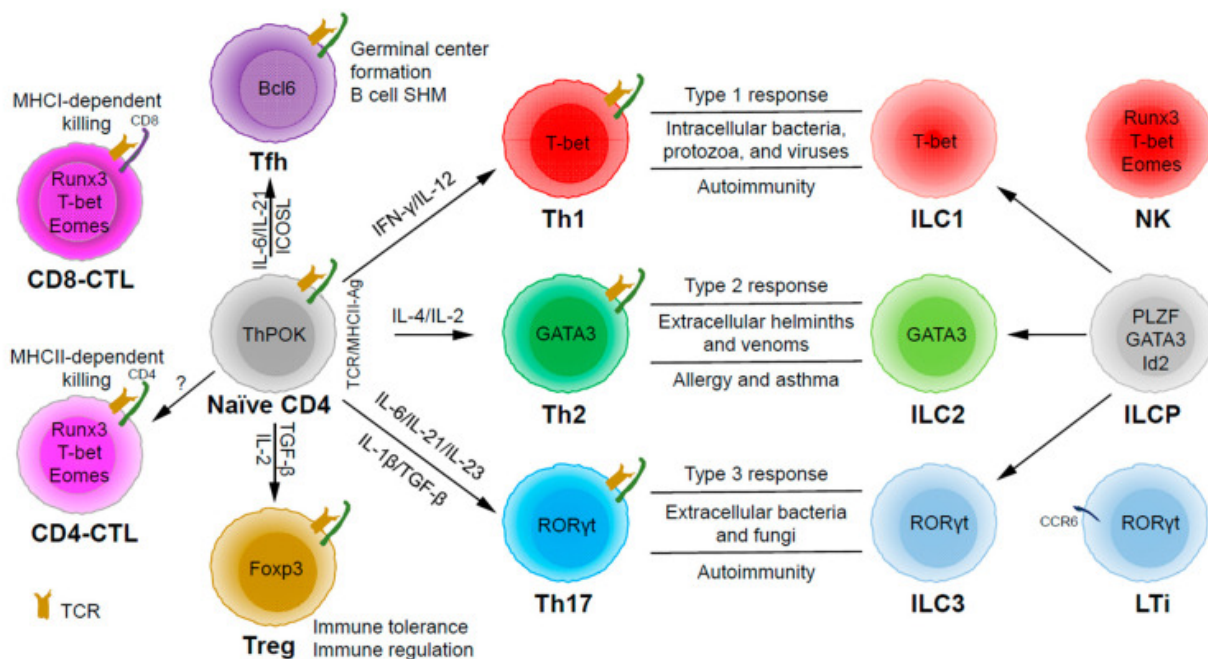 Bcl6
Tfh
Germinal center
formation
B cell SHM
MHCI-dependent
killing
CD8
Runx3
T-bet
Eomes
CD8-CTL
IL-6/IL-21
ICOSL
IFN-γ/IL-12
T-bet
Th1
Type 1 response
Intracellular bacteria,
protozoa, and viruses
Autoimmunity
T-bet
ILC1
Runx3
T-bet
Eomes
NK
ThPOK
Naïve CD4
TCR/MHCII-Ag
IL-4/IL-2
GATA3
Th2
Type 2 response
Extracellular helminths
and venoms
Allergy and asthma
GATA3
ILC2
PLZF
GATA3
Id2
ILCP
MHCII-dependent
killing
CD4
?
Runx3
T-bet
Eomes
CD4-CTL
TGF-β
IL-2
IL-6/IL-21/IL-23
IL-1β/TGF-β
Foxp3
Treg
Immune tolerance
Immune regulation
RORγt
Th17
Type 3 response
Extracellular bacteria
and fungi
Autoimmunity
RORγt
ILC3
CCR6
RORγt
LTi
TCR